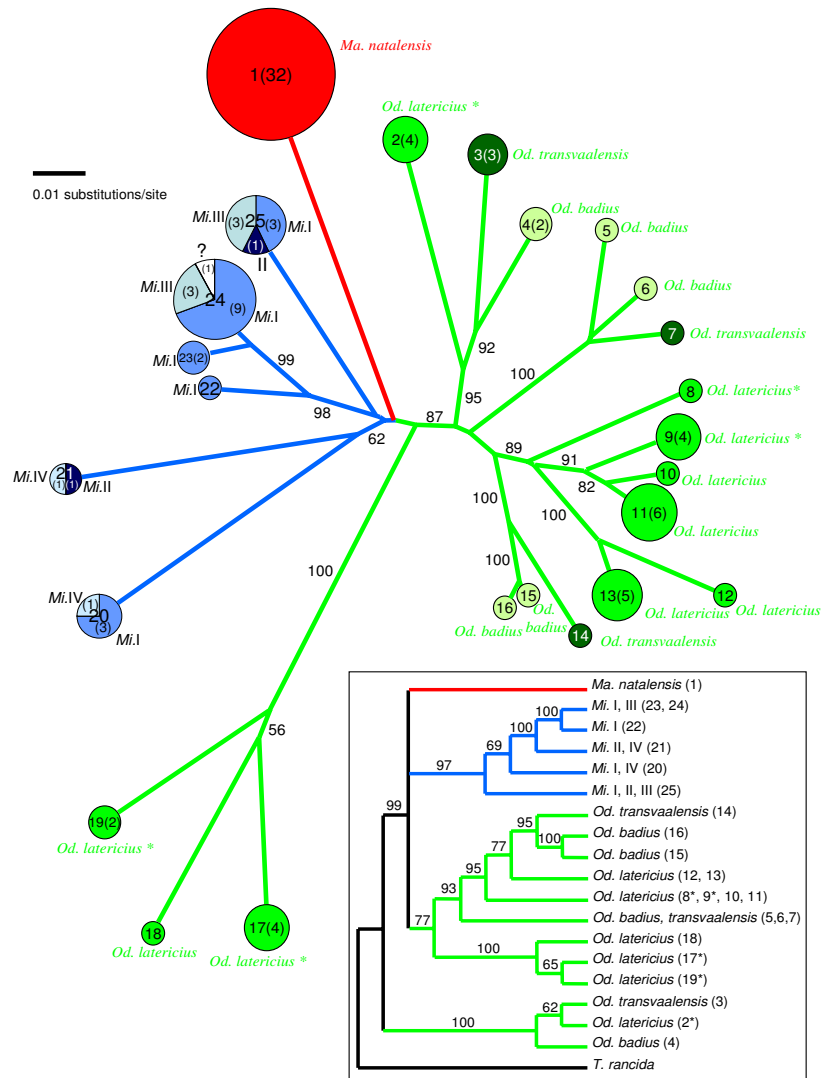 Ma. natalensis
1(32)
Od. latericius *
2(4)
3(3)
Od. transvaalensis
0.01 substitutions/site
Mi.III
(3)
25
(3)
Mi.I
(1)
II
4(2)
Od. badius
5
Od. badius
?
(1)
Mi.III
(3)
24
(9)
Mi.I
6
Od. badius
7
Od. transvaalensis
Mi.I
23(2)
99
92
100
Mi.I
22
98
95
8
Od. latericius*
87
62
9(4)
Od. latericius *
89
91
Mi.IV
21
(1)
(1)
Mi.II
10
Od. latericius
82
100
11(6)
Od. latericius
100
100
100
Mi.IV
(1)
20
(3)
Mi.I
15
16
Od. badius
Od. badius
13(5)
Od. latericius
12
Od. latericius
14
Od. transvaalensis
56
19(2)
Od. latericius *
18
Od. latericius
17(4)
Od. latericius *
Ma. natalensis (1)
100
Mi. I, III (23, 24)
100
Mi. I (22)
69
Mi. II, IV (21)
97
Mi. I, IV (20)
Mi. I, II, III (25)
99
Od. transvaalensis (14)
95
Od. badius (16)
100
77
Od. badius (15)
95
Od. latericius (12, 13)
93
Od. latericius (8*, 9*, 10, 11)
77
Od. badius, transvaalensis (5,6,7)
100
Od. latericius (18)
65
Od. latericius (17*)
Od. latericius (19*)
62
Od. transvaalensis (3)
100
Od. latericius (2*)
Od. badius (4)
T. rancida